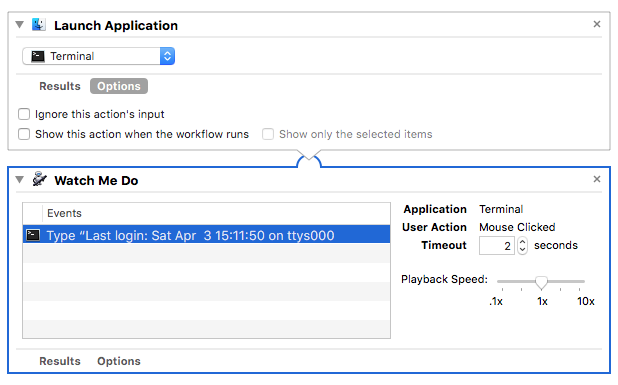 Launch Application
Terminal
Results Options
Ignore this action's input
Show this action when the workflow runs Show only the selected items
Watch Me Do
Events
Type “Last login: Sat Apr  3 15:11:50 on ttys000
Application Terminal
User Action Mouse Clicked
Timeout 2 seconds
Playback Speed:
.1x 1x 10x
Results Options